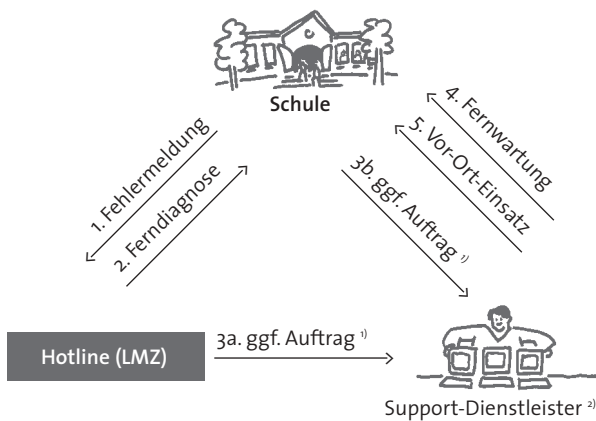 Schule
1. Fehlermeldung
2. Ferndiagnose
4. Fernwartung
5. Vor-Ort-Einsatz
3b. ggf. Auftrag 1)
Hotline (LMZ)
3a. ggf. Auftrag 1)
Support-Dienstleister 2)